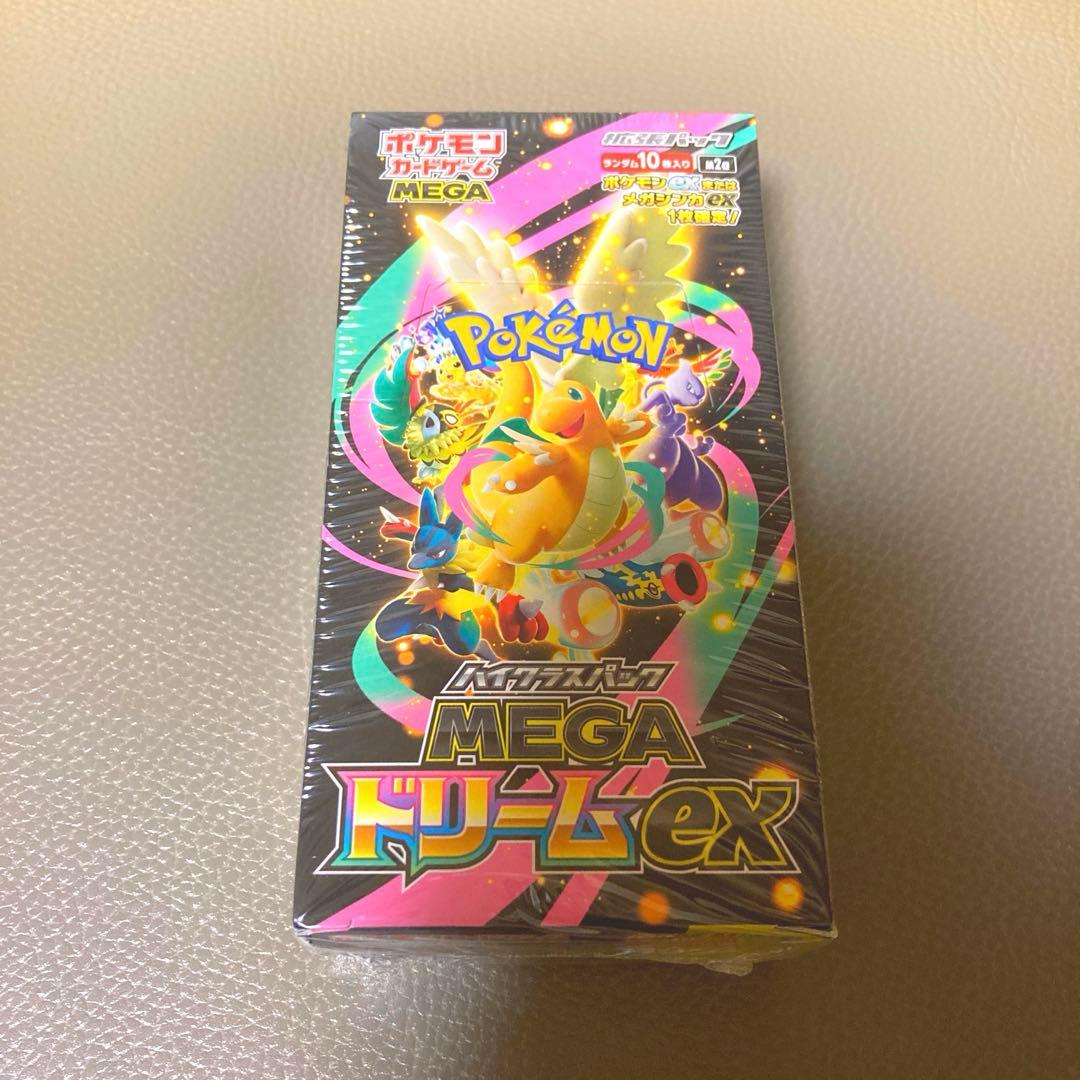 ポケモン
カードゲーム
MEGA
拡張パック
ランダム10枚入り M2a
ポケモンexまたは
メガシンカex
1枚確定!
POKéMON
ハイクラスパック
MEGA
ドリームex